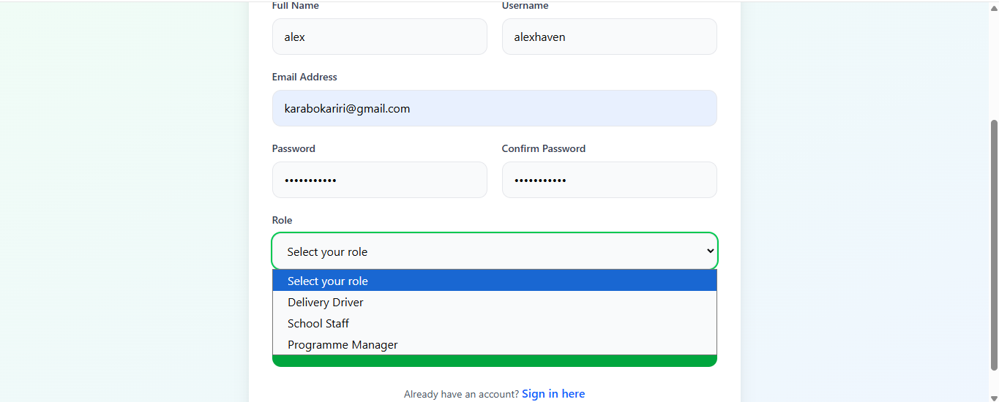 Full Name Username
alex alexhaven
Email Address
karabokariri@gmail.com
Password Confirm Password
••••••••••• •••••••••••
Role
Select your role
Select your role
Delivery Driver
School Staff
Programme Manager
Already have an account? Sign in here